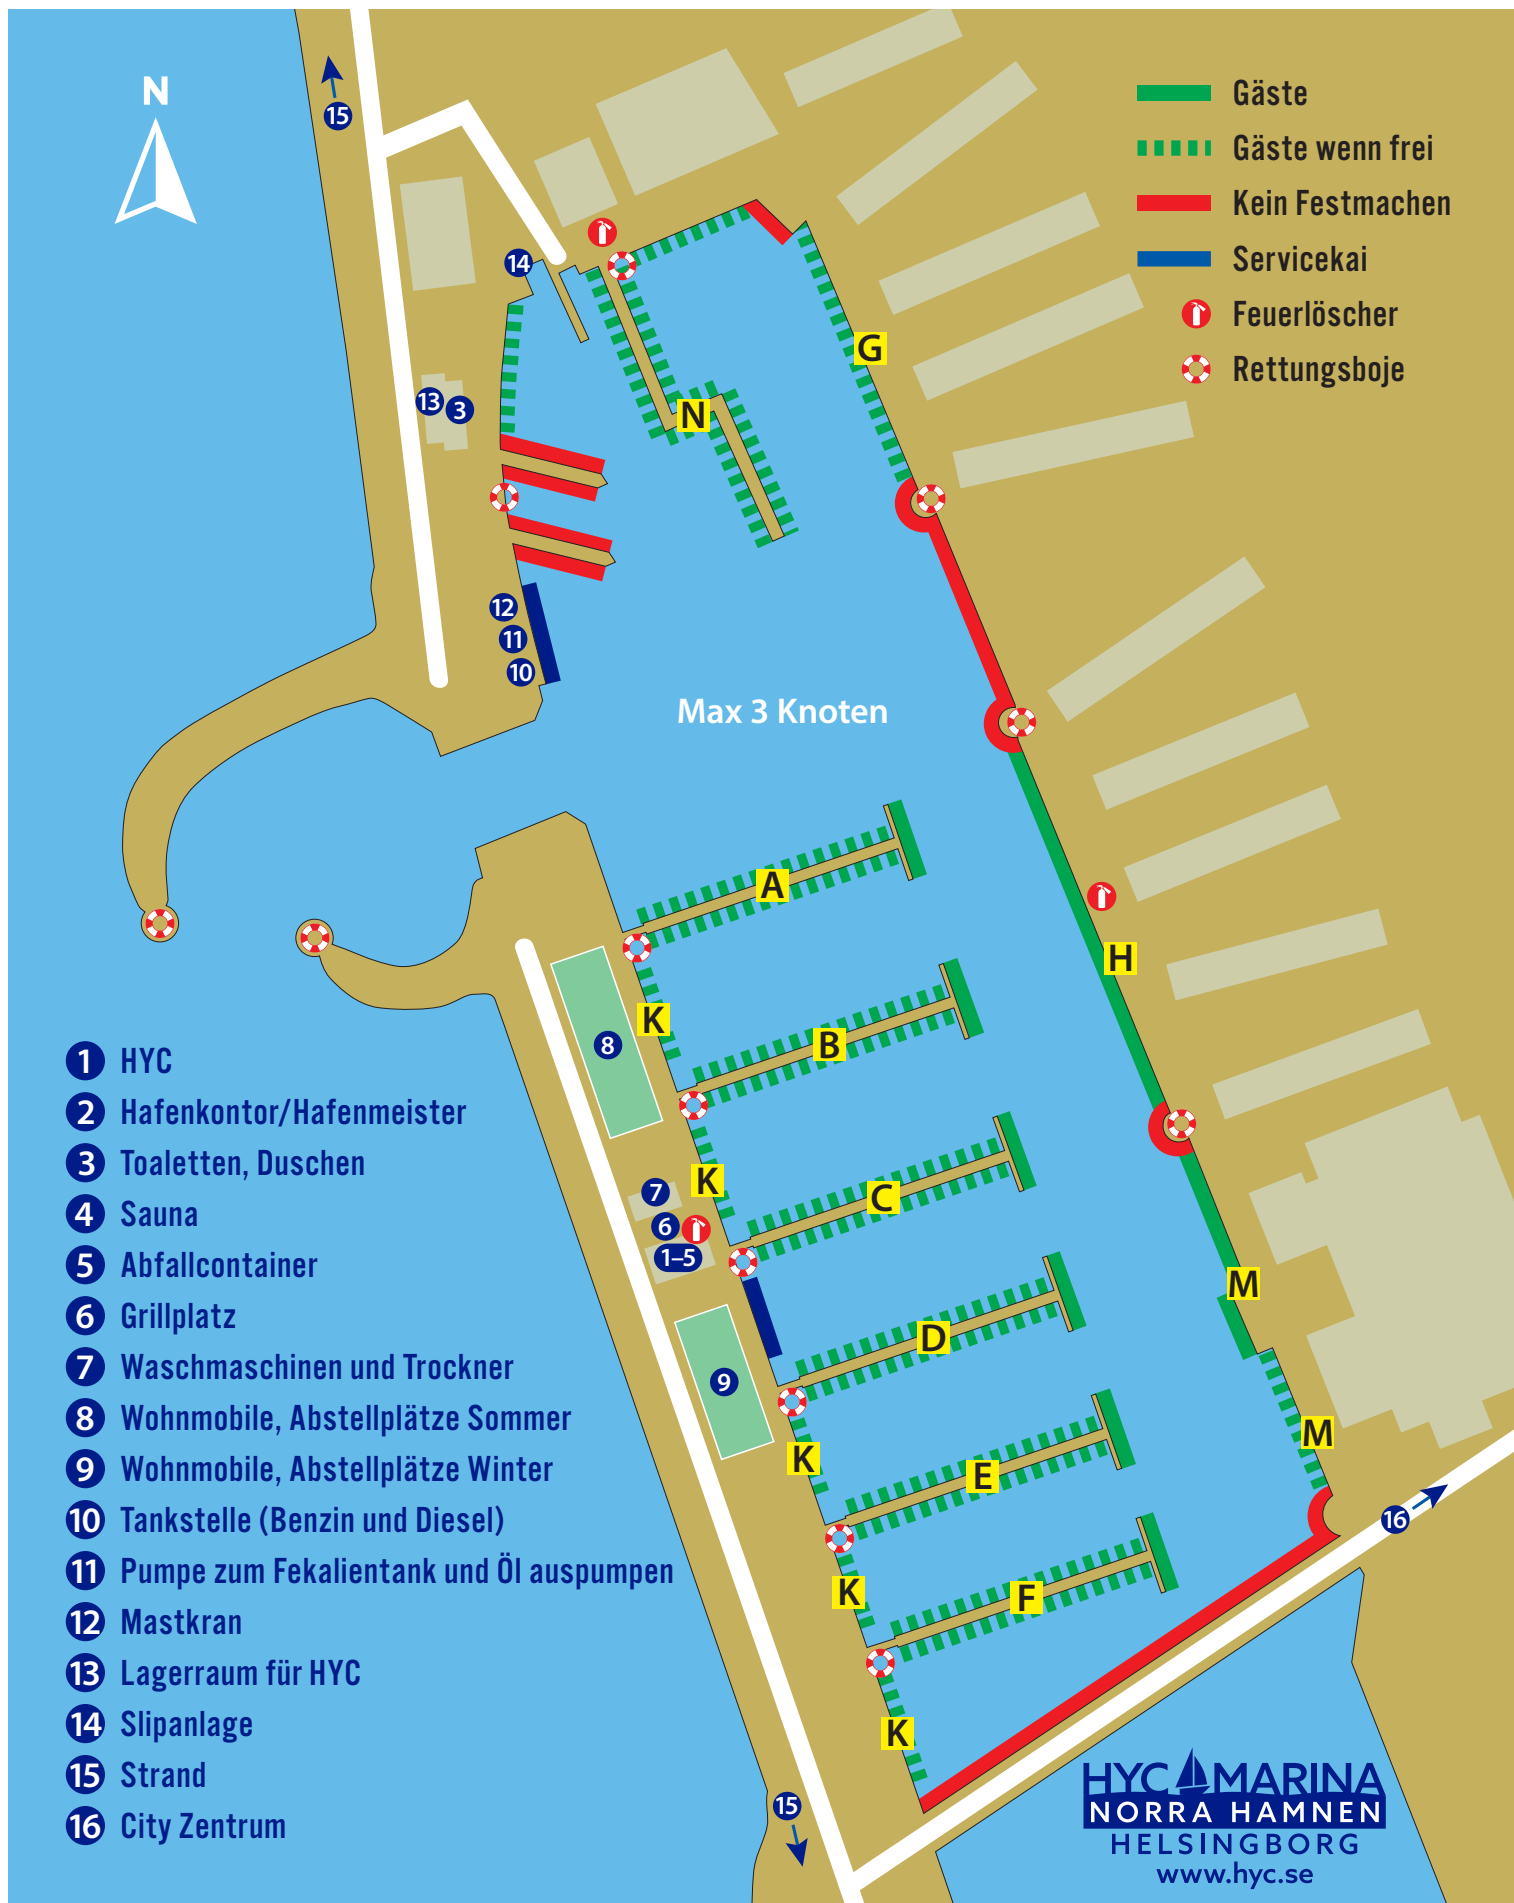 N
15
Gäste
Gäste wenn frei
Kein Festmachen
Servicekai
Feuerlöscher
Rettungsboje
14
G
13
3
N
12
11
10
Max 3 Knoten
A
H
K
B
8
K
C
7
6
1–5
M
D
9
M
K
E
16
K
F
K
15
1 HYC
2 Hafenkontor/Hafenmeister
3 Toaletten, Duschen
4 Sauna
5 Abfallcontainer
6 Grillplatz
7 Waschmaschinen und Trockner
8 Wohnmobile, Abstellplätze Sommer
9 Wohnmobile, Abstellplätze Winter
10 Tankstelle (Benzin und Diesel)
11 Pumpe zum Fekalientank und Öl auspumpen
12 Mastkran
13 Lagerraum für HYC
14 Slipanlage
15 Strand
16 City Zentrum
HYC MARINA
NORRA HAMNEN
HELSINGBORG
www.hyc.se